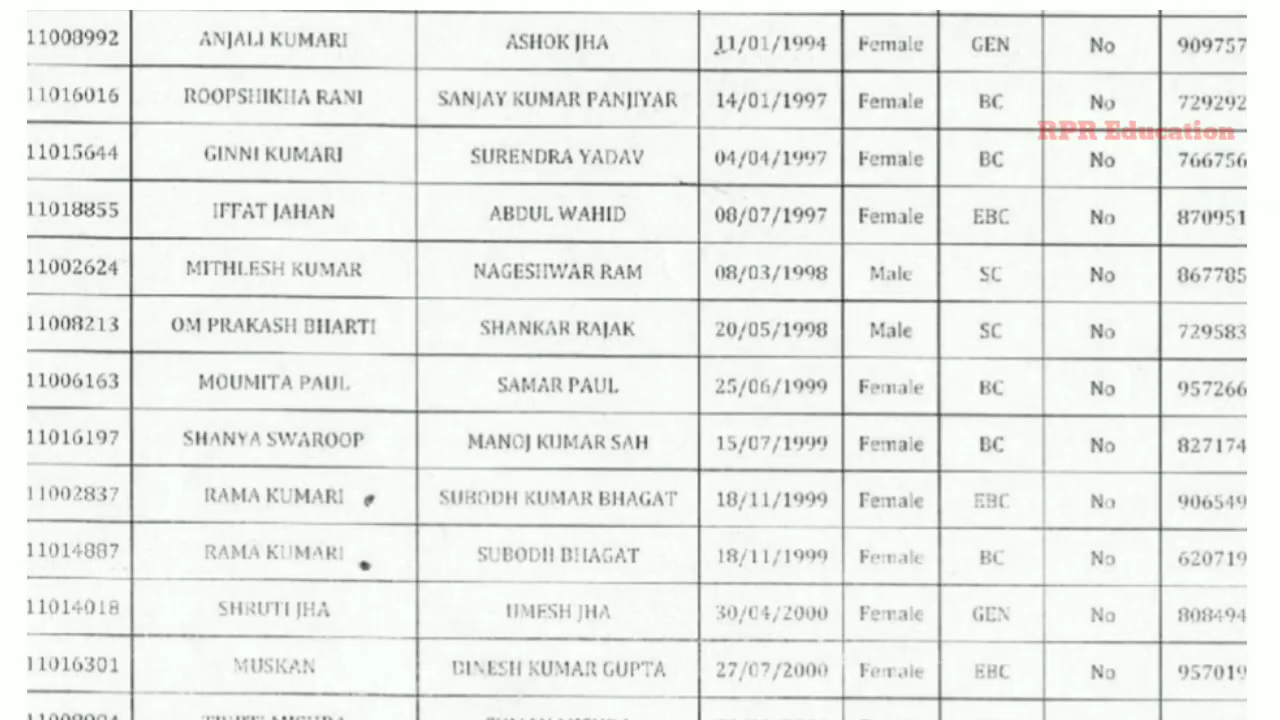 11008992 ANJALI KUMARI ASHOK JHA 11/01/1994 Female GEN No 909757
11016016 ROOPSHIKHA RANI SANJAY KUMAR PANJIYAR 14/01/1997 Female BC No 729292
RPR Education
11015644 GINNI KUMARI SURENDRA YADAV 04/04/1997 Female BC No 766756
11018855 IFFAT JAHAN ABDUL WAHID 08/07/1997 Female EBC No 870951
11002624 MITHLESH KUMAR NAGESHWAR RAM 08/03/1998 Male SC No 867785
11008213 OM PRAKASH BHARTI SHANKAR RAJAK 20/05/1998 Male SC No 729583
11006163 MOUMITA PAUL SAMAR PAUL 25/06/1999 Female BC No 957266
11016197 SHANYA SWAROOP MANOJ KUMAR SAH 15/07/1999 Female BC No 827174
11002837 RAMA KUMARI SUBODH KUMAR BHAGAT 18/11/1999 Female EBC No 906549
11014887 RAMA KUMARI SUBODH BHAGAT 18/11/1999 Female BC No 620719
11014018 SHRUTI JHA UMESH JHA 30/04/2000 Female GEN No 808494
11016301 MUSKAN DINESH KUMAR GUPTA 27/07/2000 Female EBC No 957019